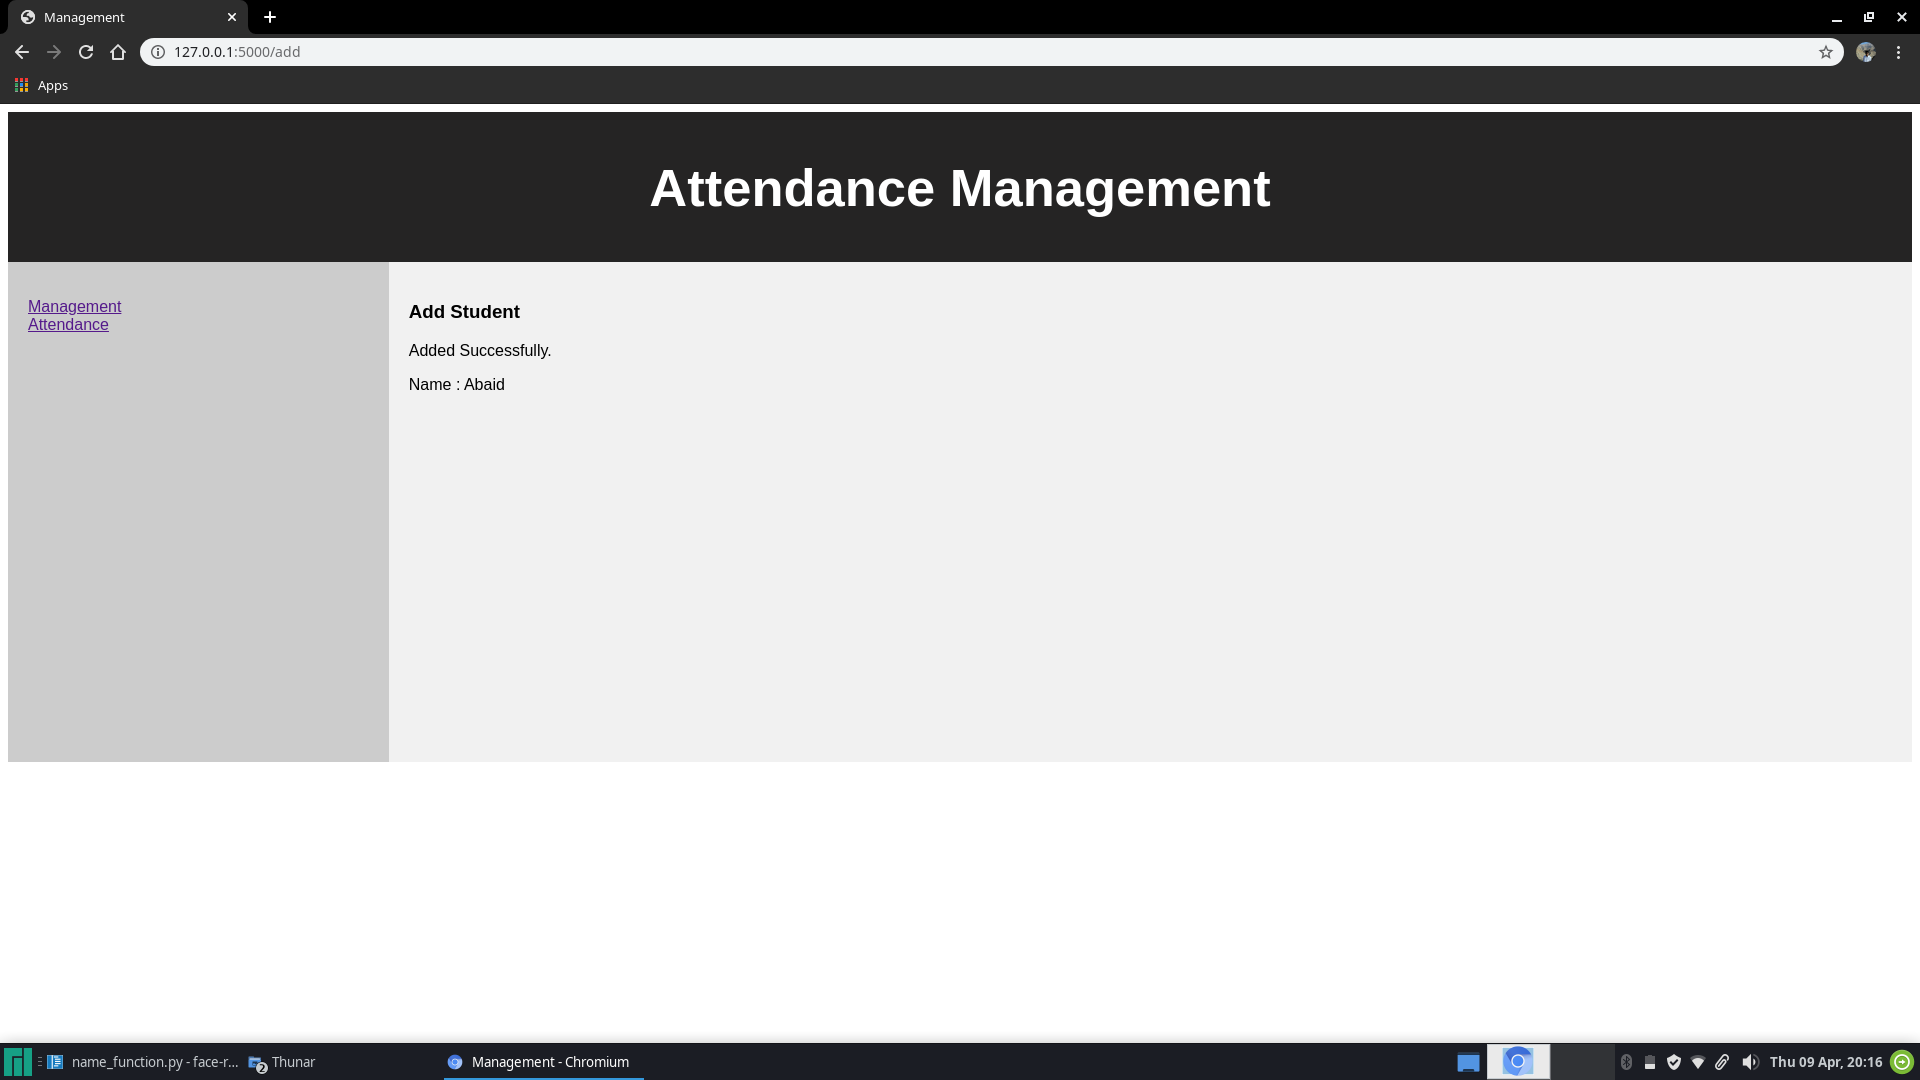 Management
127.0.0.1:5000/add
Apps
Attendance Management
Management
Attendance
Add Student
Added Successfully.
Name : Abaid
name_function.py - face-r...
2
Thunar
Management - Chromium
Thu 09 Apr, 20:16